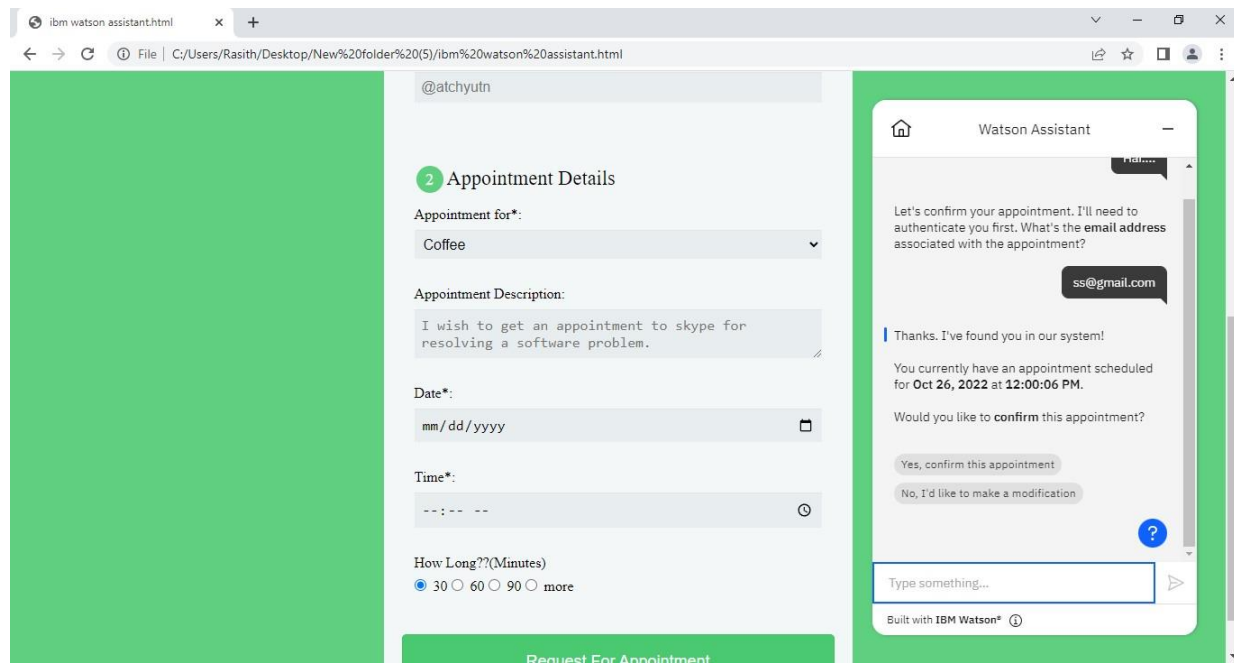 ibm watson assistant.html
File | C:/Users/Rasith/Desktop/New%20folder%20(5)/ibm%20watson%20assistant.html
@atchyutn
2 Appointment Details
Appointment for*:
Coffee
Appointment Description:
I wish to get an appointment to skype for
resolving a software problem.
Date*:
mm/dd/yyyy
Time*:
--:-- --
How Long??(Minutes)
30 60 90 more
Request For Appointment
Watson Assistant
Hai....
Let's confirm your appointment. I'll need to
authenticate you first. What's the email address
associated with the appointment?
ss@gmail.com
Thanks. I've found you in our system!
You currently have an appointment scheduled
for Oct 26, 2022 at 12:00:06 PM.
Would you like to confirm this appointment?
Yes, confirm this appointment
No, I'd like to make a modification
?
Type something...
Built with IBM Watson®